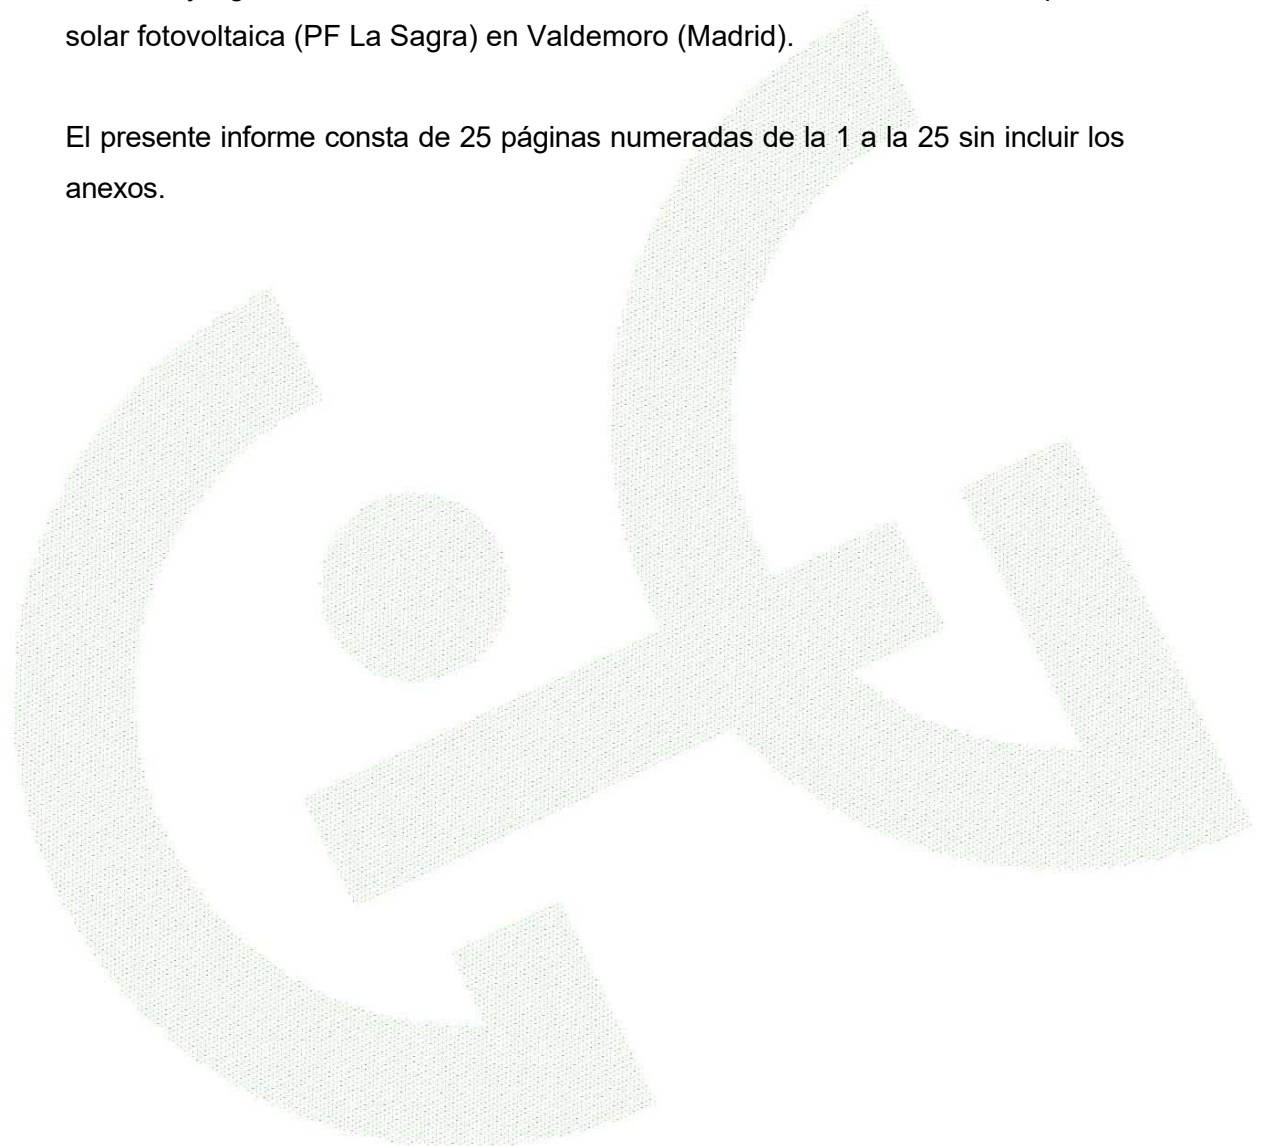 solar fotovoltaica (PF La Sagra) en Valdemoro (Madrid).
El presente informe consta de 25 páginas numeradas de la 1 a la 25 sin incluir los
anexos.